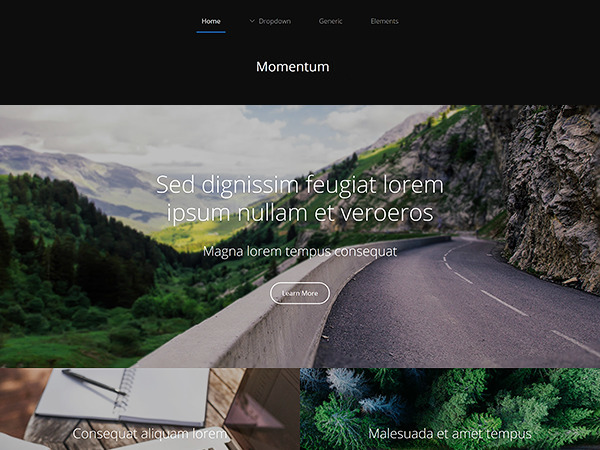 Home
Dropdown
Generic
Elements
Momentum
Sed dignissim feugiat lorem
ipsum nullam et veroeros
Magna lorem tempus consequat
Learn More
Consequat aliquam lorem
Malesuada et amet tempus